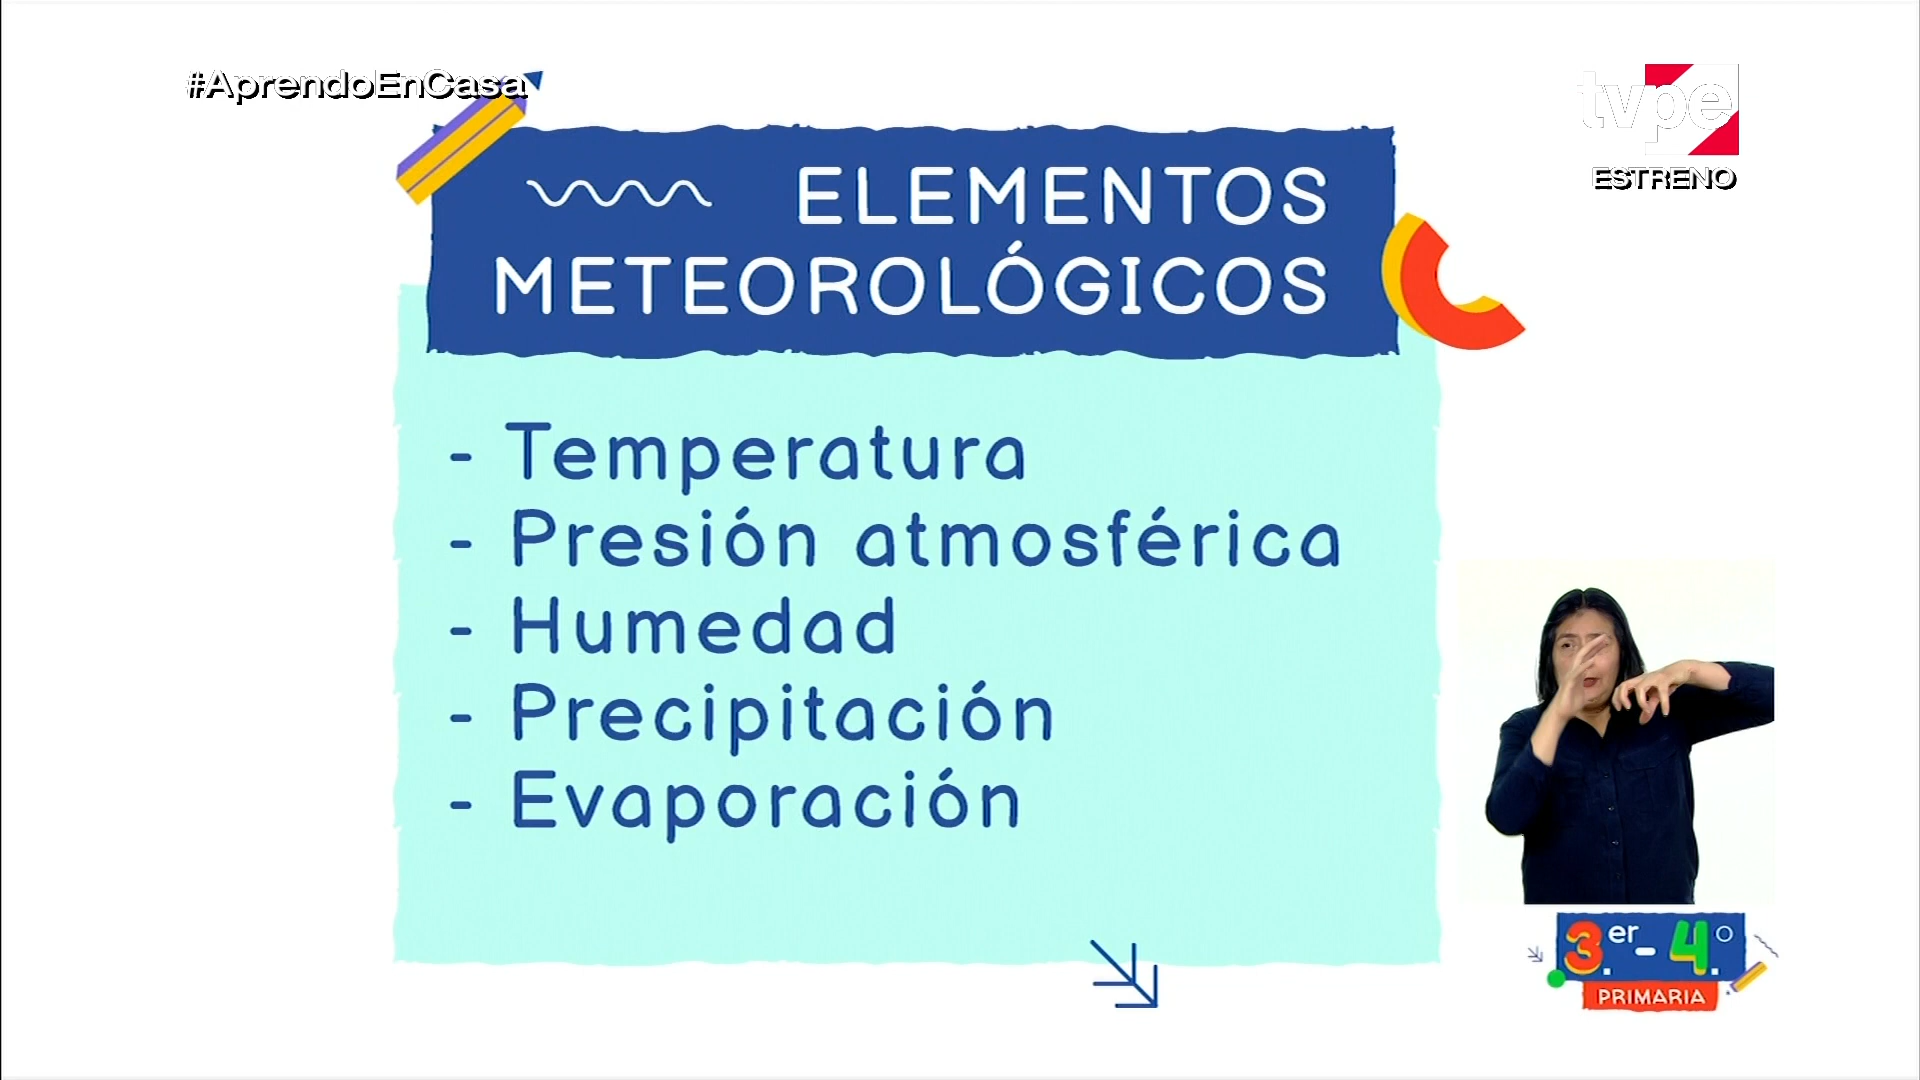 #AprendoEnCasa
tvpe
ESTRENO
ELEMENTOS
METEOROLÓGICOS
- Temperatura
- Presión atmosférica
- Humedad
- Precipitación
- Evaporación
3.er - 4.o
PRIMARIA